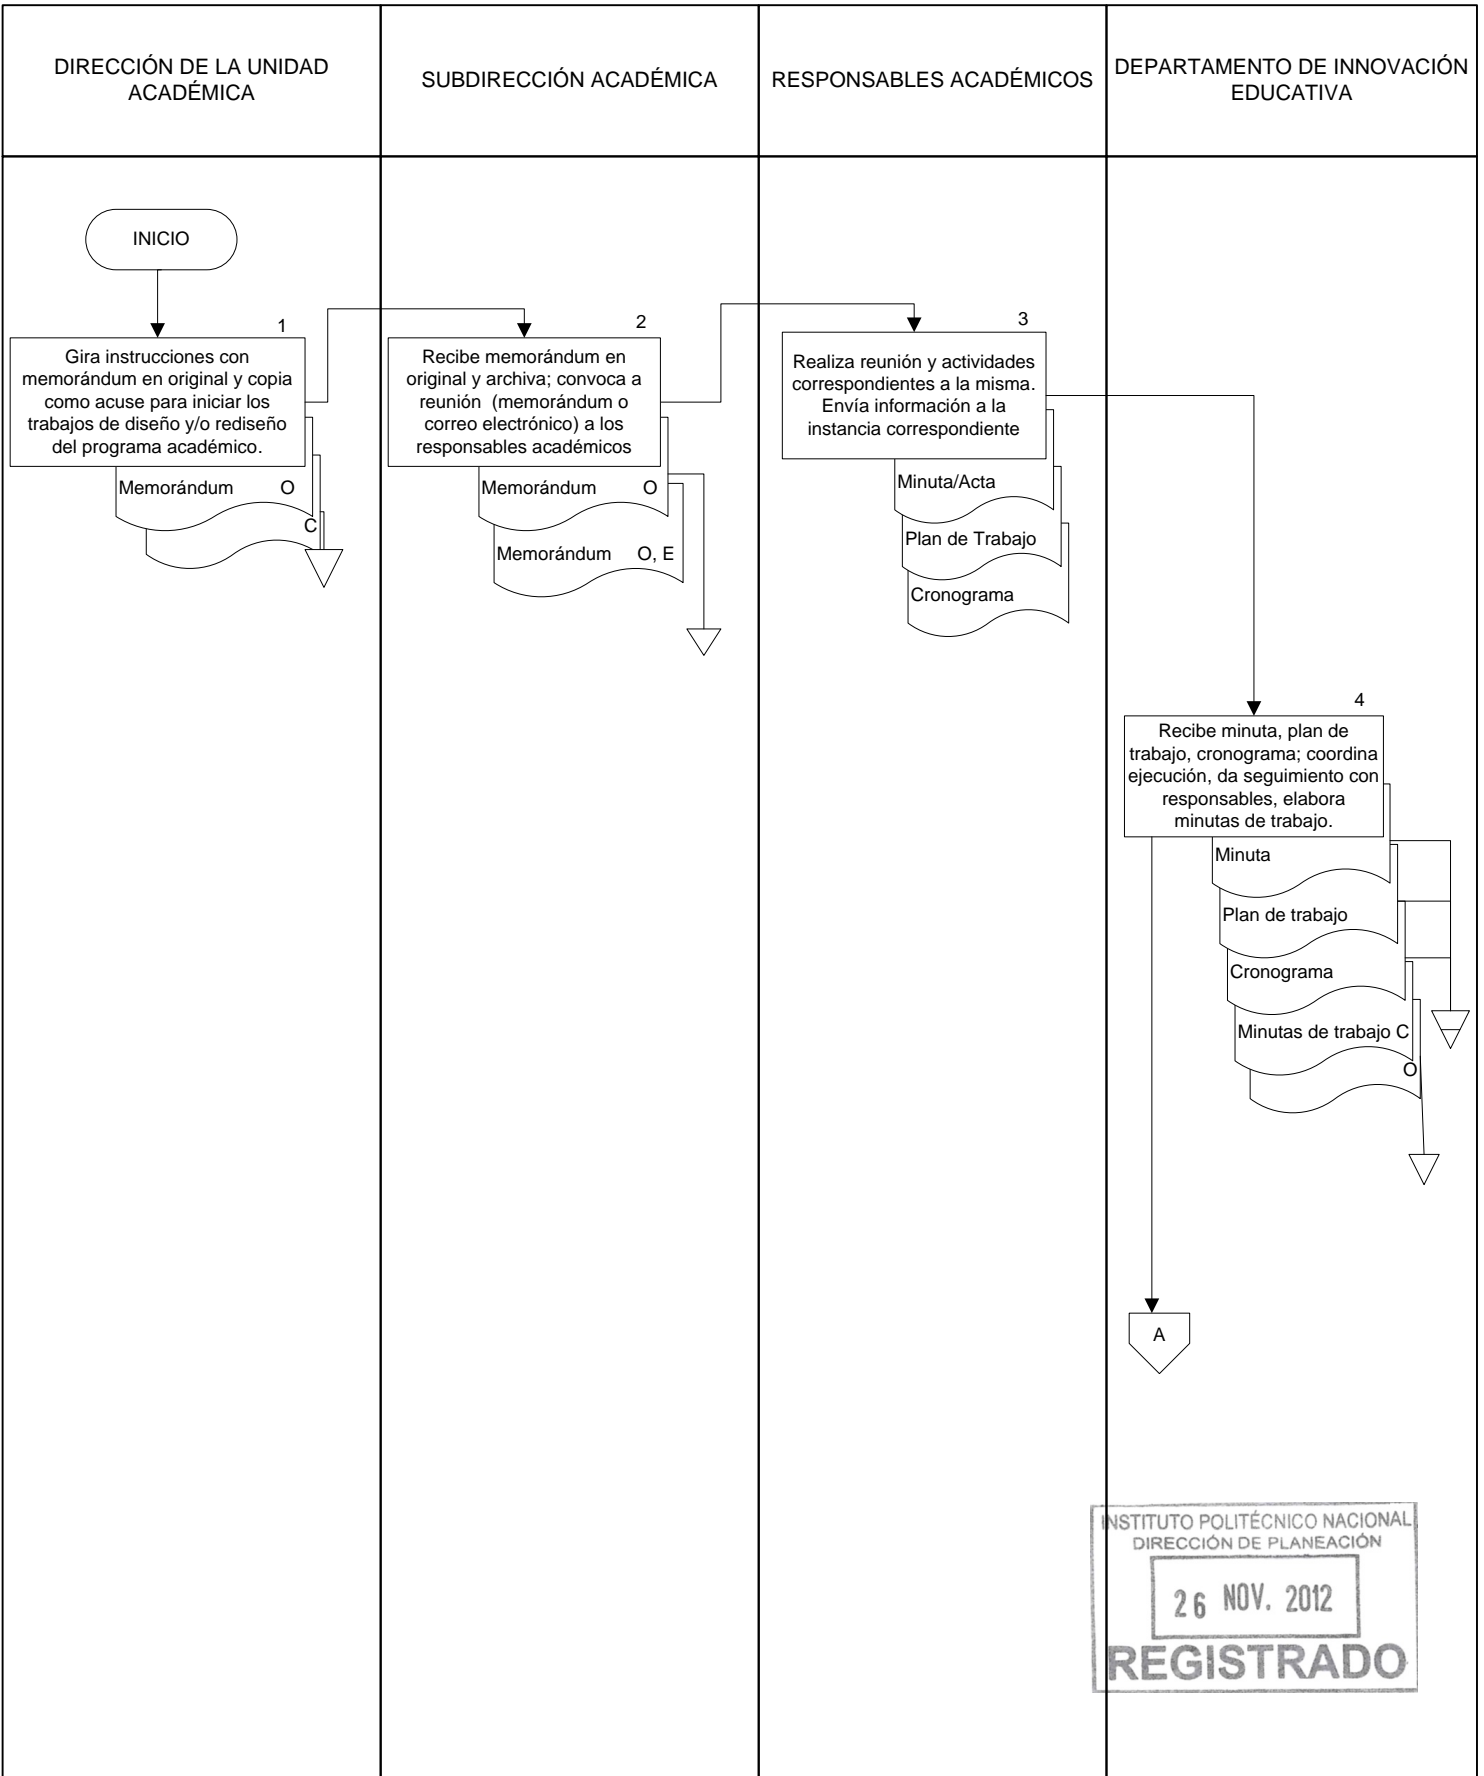 DIRECCIÓN DE LA UNIDAD
ACADÉMICA
SUBDIRECCIÓN ACADÉMICA
RESPONSABLES ACADÉMICOS
DEPARTAMENTO DE INNOVACIÓN
EDUCATIVA
INICIO
1
Gira instrucciones con
memorándum en original y copia
como acuse para iniciar los
trabajos de diseño y/o rediseño
del programa académico.
Memorándum O
C
2
Recibe memorándum en
original y archiva; convoca a
reunión (memorándum o
correo electrónico) a los
responsables académicos
Memorándum O
Memorándum O, E
3
Realiza reunión y actividades
correspondientes a la misma.
Envía información a la
instancia correspondiente
Minuta/Acta
Plan de Trabajo
Cronograma
4
Recibe minuta, plan de
trabajo, cronograma; coordina
ejecución, da seguimiento con
responsables, elabora
minutas de trabajo.
Minuta
Plan de trabajo
Cronograma
Minutas de trabajo C
O
A
INSTITUTO POLITÉCNICO NACIONAL
DIRECCIÓN DE PLANEACIÓN
26 NOV. 2012
REGISTRADO